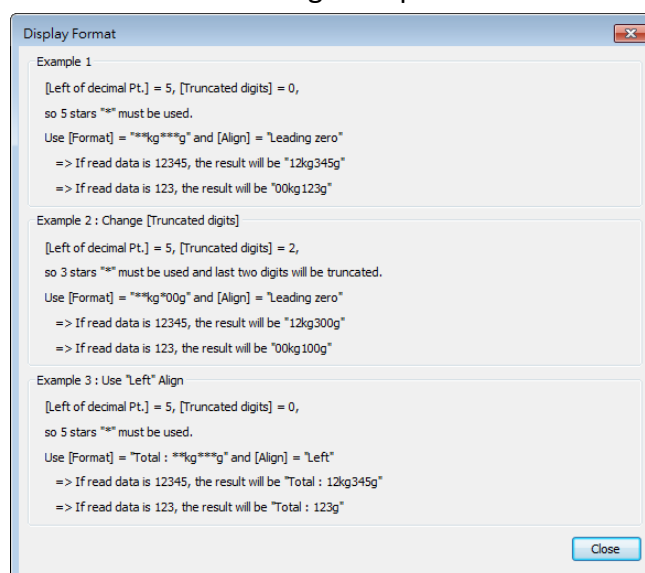 Display Format
Example 1
[Left of decimal Pt.] = 5, [Truncated digits] = 0,
so 5 stars "*" must be used.
Use [Format] = "**kg***g" and [Align] = "Leading zero"
=> If read data is 12345, the result will be "12kg345g"
=> If read data is 123, the result will be "00kg123g"
Example 2 : Change [Truncated digits]
[Left of decimal Pt.] = 5, [Truncated digits] = 2,
so 3 stars "*" must be used and last two digits will be truncated.
Use [Format] = "**kg*00g" and [Align] = "Leading zero"
=> If read data is 12345, the result will be "12kg300g"
=> If read data is 123, the result will be "00kg100g"
Example 3 : Use "Left" Align
[Left of decimal Pt.] = 5, [Truncated digits] = 0,
so 5 stars "*" must be used.
Use [Format] = "Total : **kg***g" and [Align] = "Left"
=> If read data is 12345, the result will be "Total : 12kg345g"
=> If read data is 123, the result will be "Total : 123g"
Close